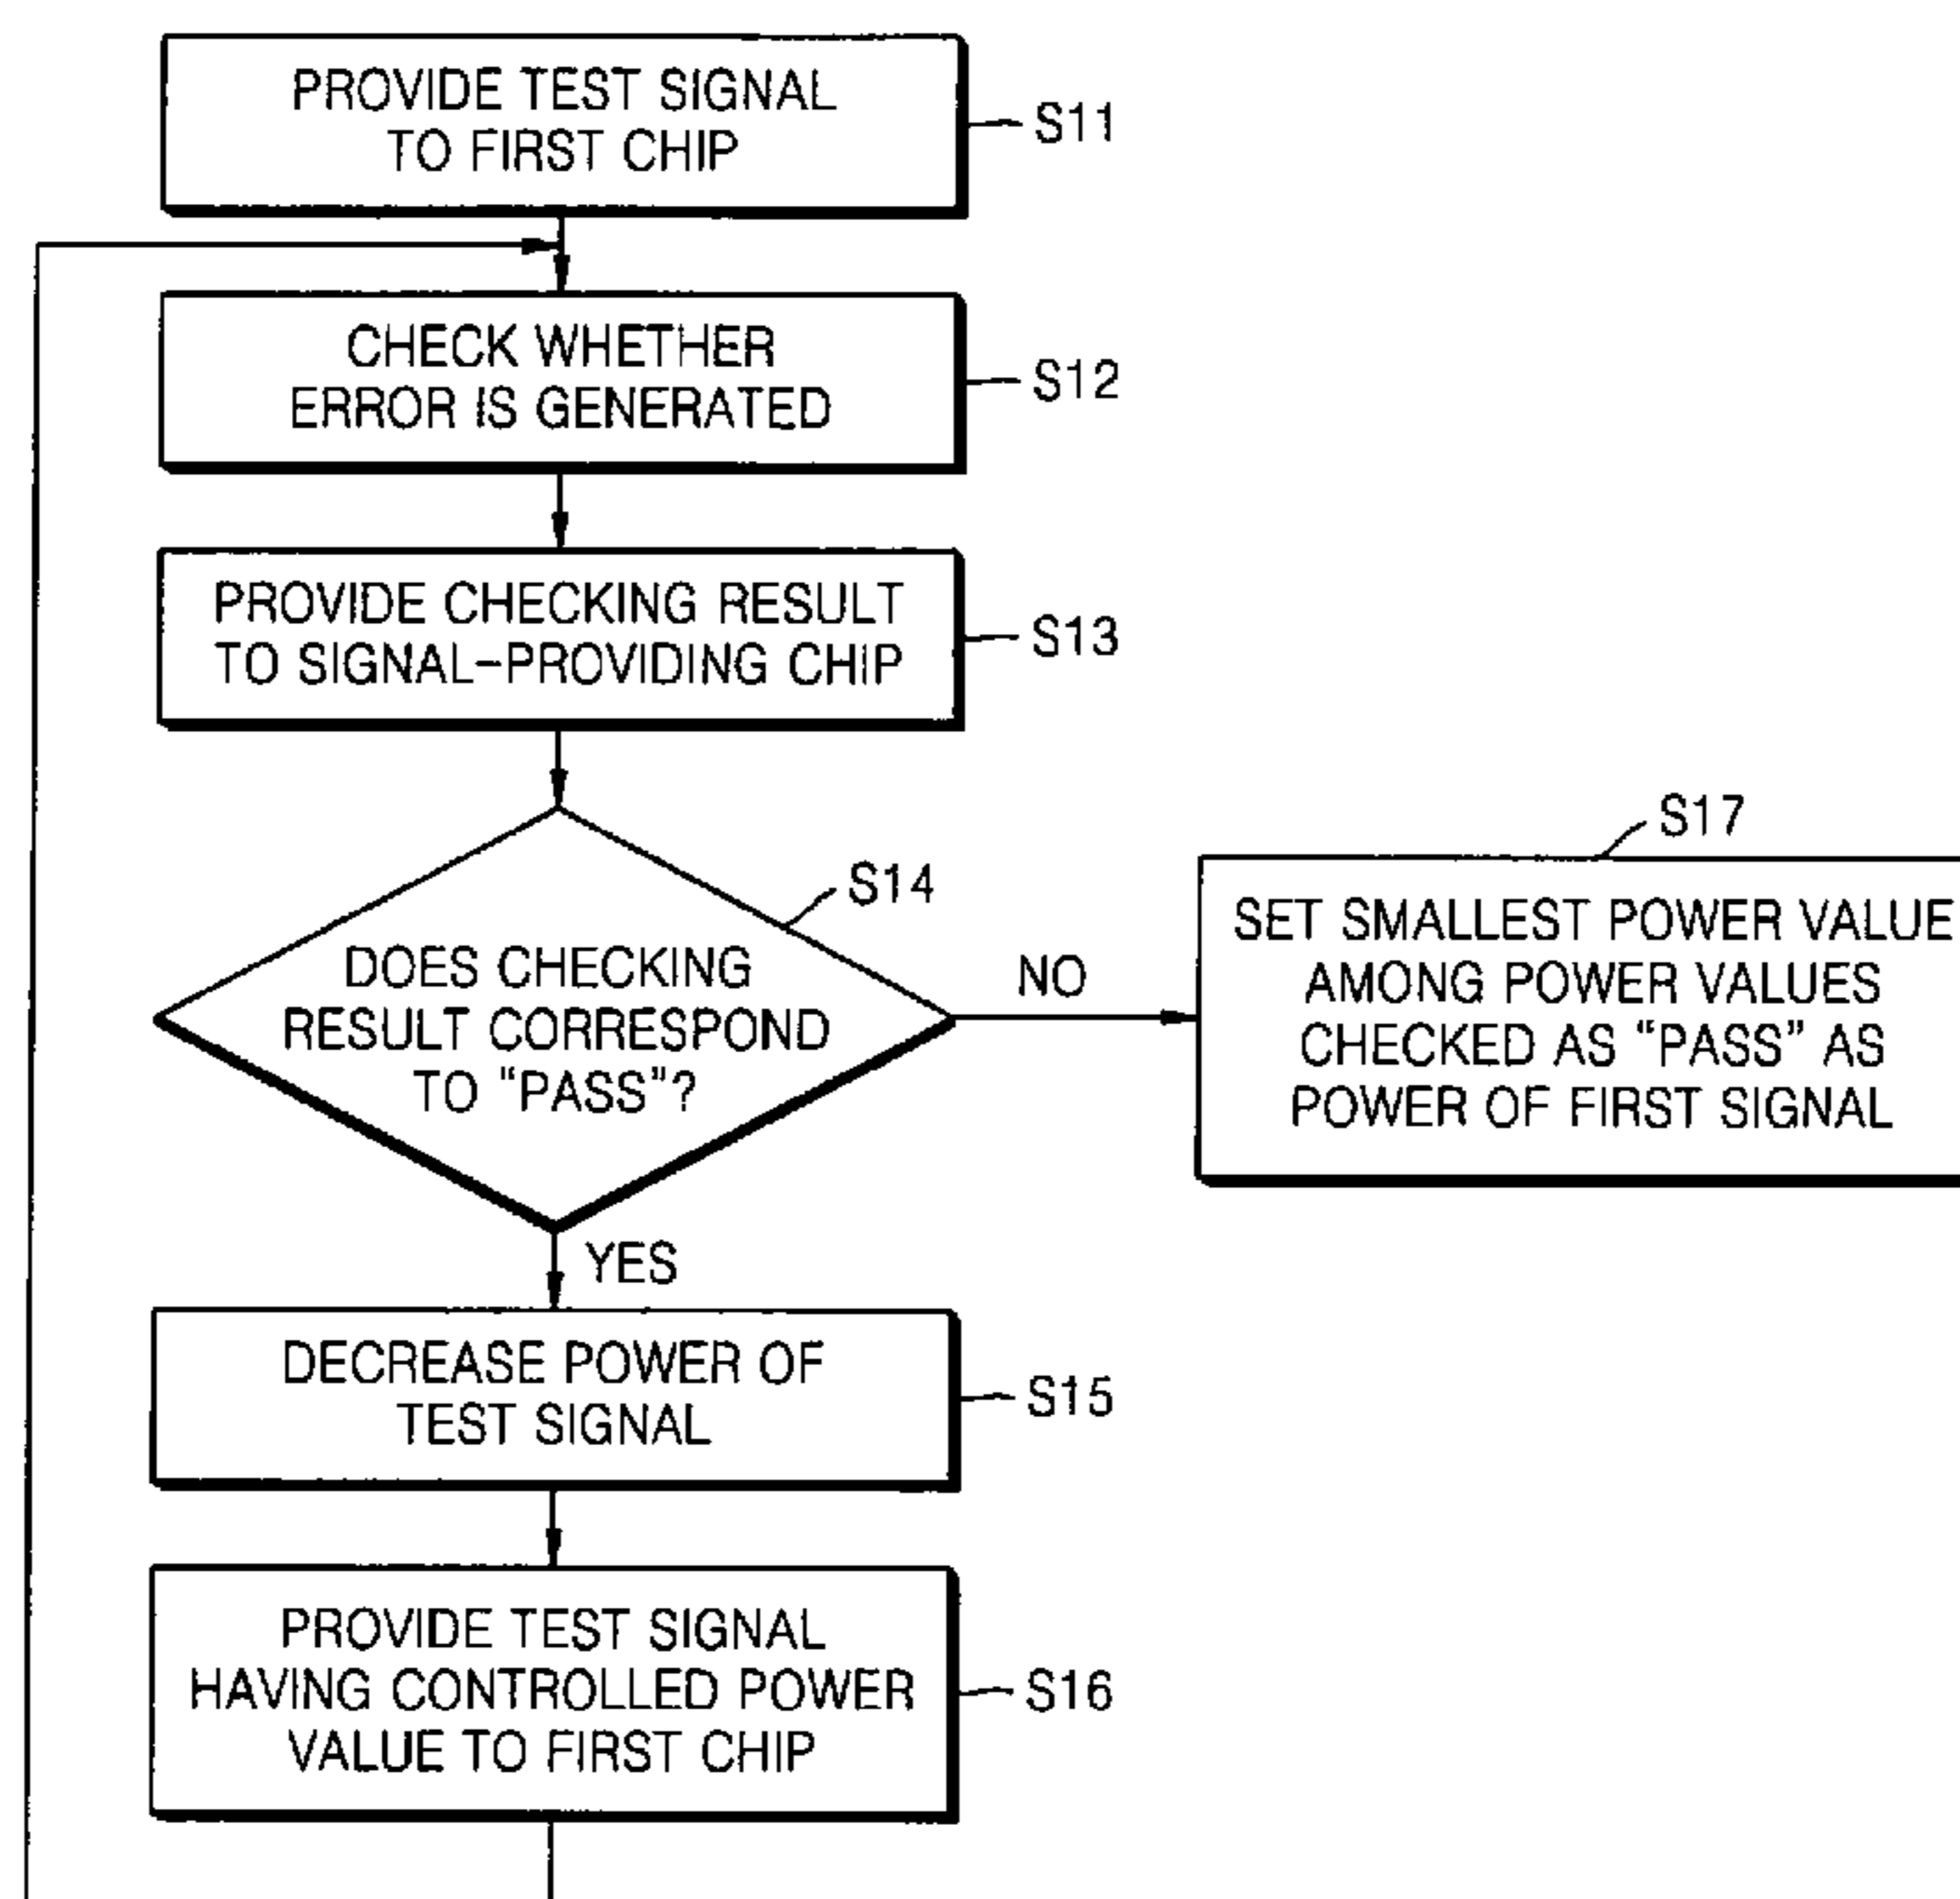 PROVIDE TEST SIGNAL
TO FIRST CHIP
S11
CHECK WHETHER
ERROR IS GENERATED
S12
PROVIDE CHECKING RESULT
TO SIGNAL-PROVIDING CHIP
S13
S14
DOES CHECKING
RESULT CORRESPOND
TO "PASS"?
NO
S17
SET SMALLEST POWER VALUE
AMONG POWER VALUES
CHECKED AS "PASS" AS
POWER OF FIRST SIGNAL
YES
DECREASE POWER OF
TEST SIGNAL
S15
PROVIDE TEST SIGNAL
HAVING CONTROLLED POWER
VALUE TO FIRST CHIP
S16